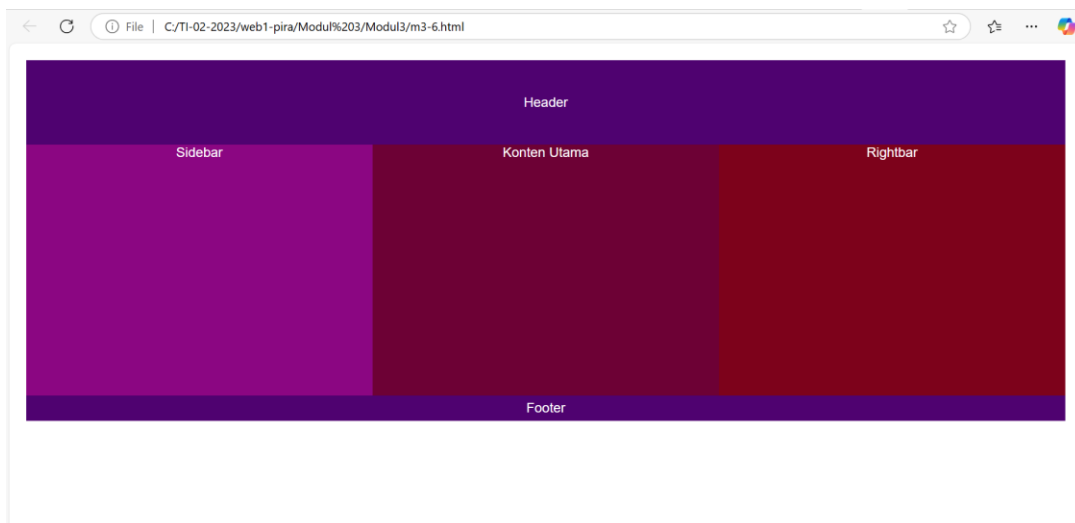 File | C:/TI-02-2023/web1-pira/Modul%203/Modul3/m3-6.html
Header
Sidebar Konten Utama Rightbar
Footer